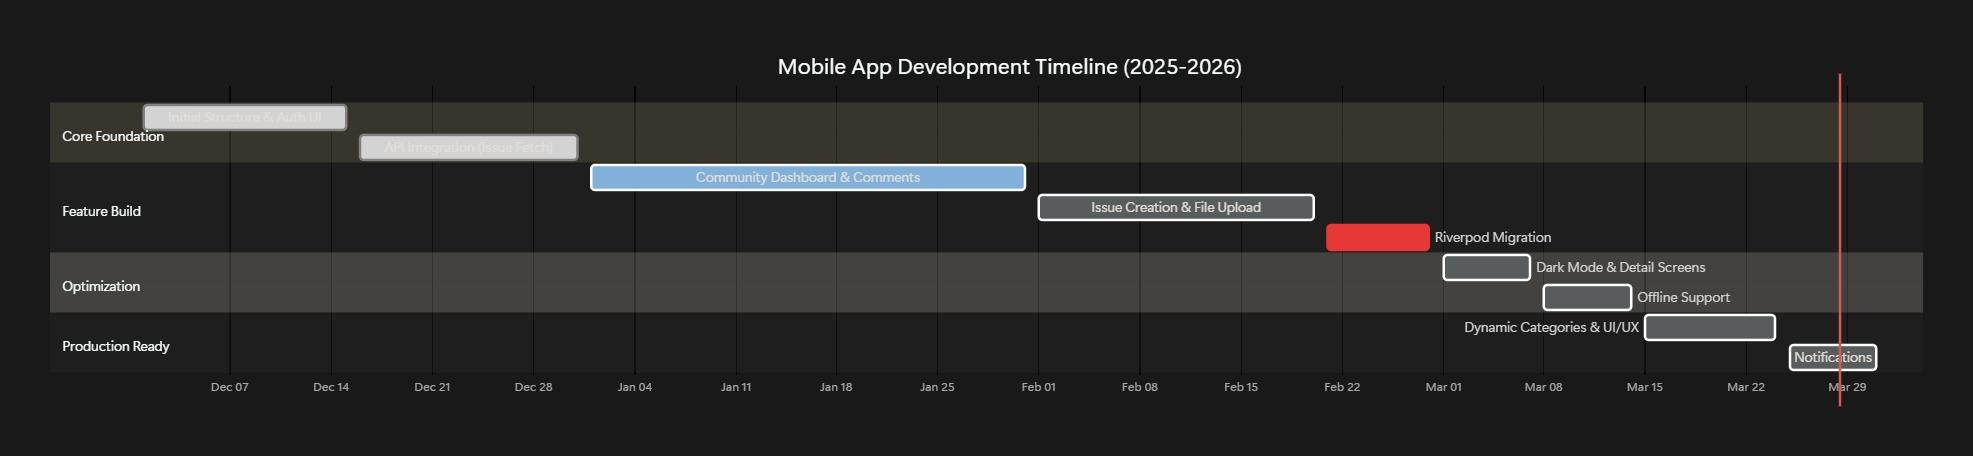 Mobile App Development Timeline (2025-2026)
Core Foundation
Initial Structure & Auth UI
API Integration (Issue Fetch)
Feature Build
Community Dashboard & Comments
Issue Creation & File Upload
Riverpod Migration
Optimization
Dark Mode & Detail Screens
Offline Support
Production Ready
Dynamic Categories & UI/UX
Notifications
Dec 07 Dec 14 Dec 21 Dec 28 Jan 04 Jan 11 Jan 18 Jan 25 Feb 01 Feb 08 Feb 15 Feb 22 Mar 01 Mar 08 Mar 15 Mar 22 Mar 29